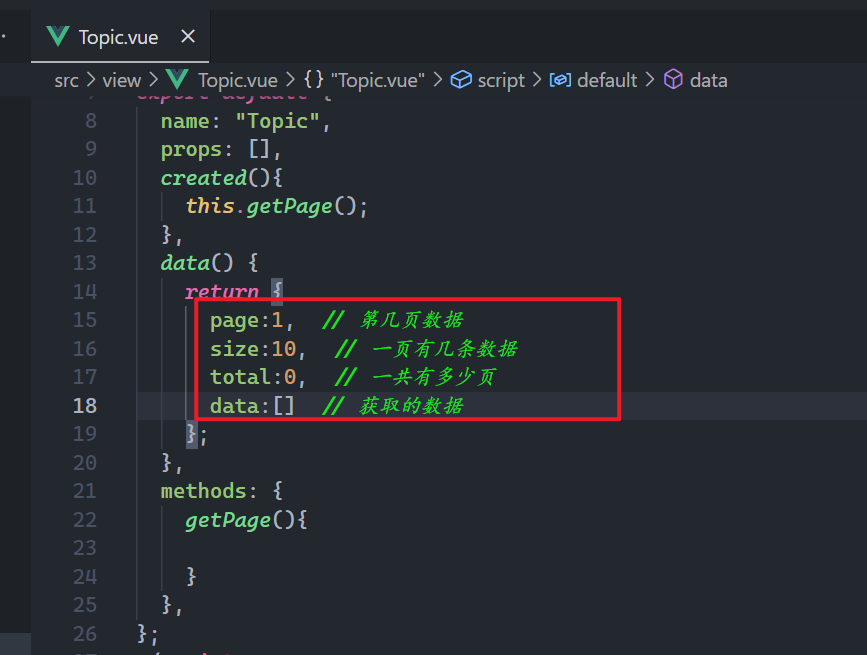 Topic.vue ×
src > view > Topic.vue > {} "Topic.vue" > script > default > data
export default {
8 name: "Topic",
9 props: [],
10 created(){
11 this.getPage();
12 },
13 data() {
14 return {
15 page:1, // 第几页数据
16 size:10, // 一页有几条数据
17 total:0, // 一共有多少页
18 data:[] // 获取的数据
19 };
20 },
21 methods: {
22 getPage(){
23
24 }
25 },
26 };